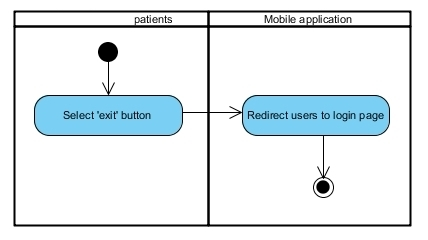 patients
Mobile application
Select 'exit' button
Redirect users to login page